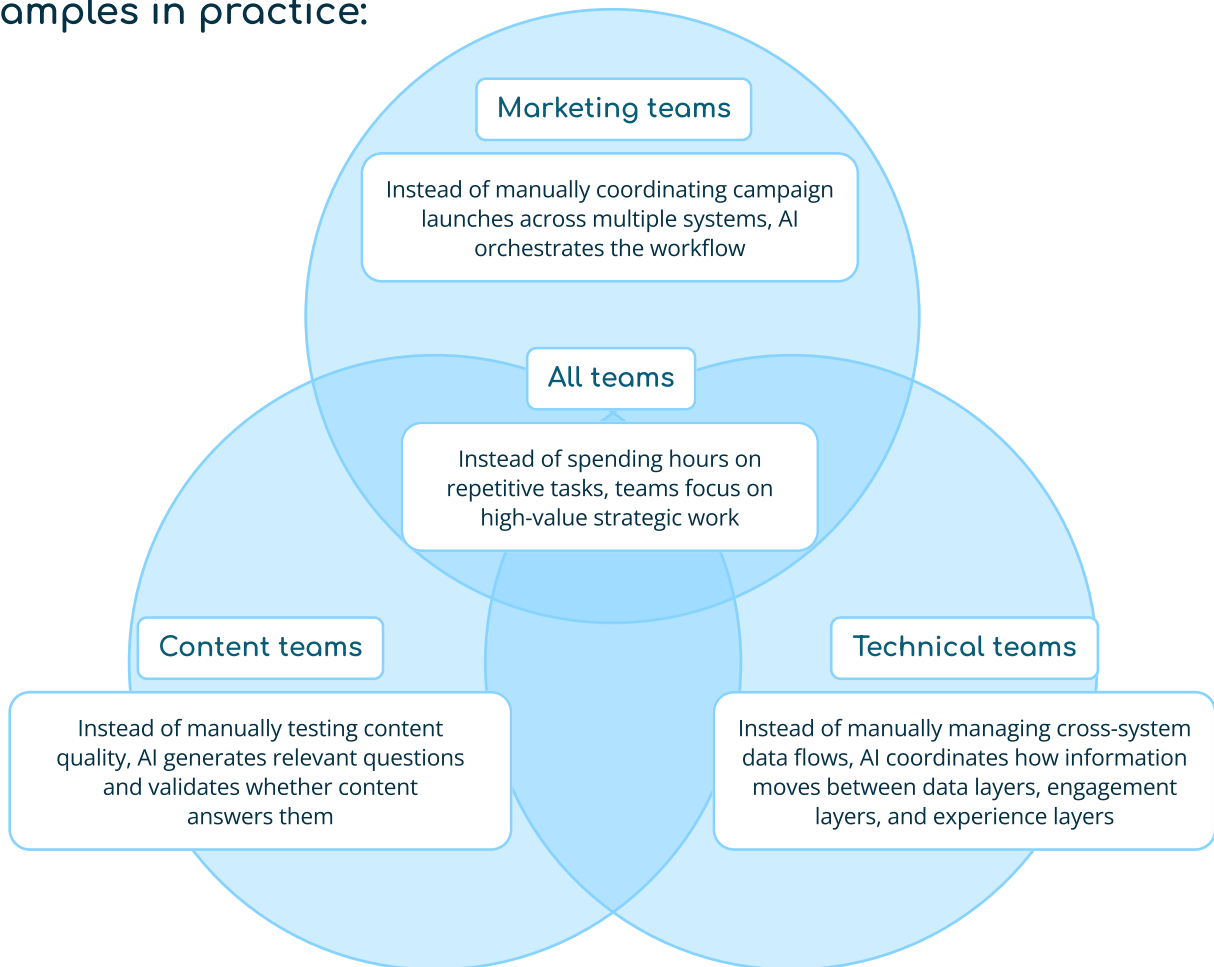 amples in practice:
Marketing teams
Instead of manually coordinating campaign
launches across multiple systems, AI
orchestrates the workflow
All teams
Instead of spending hours on
repetitive tasks, teams focus on
high-value strategic work
Content teams
Instead of manually testing content
quality, AI generates relevant questions
and validates whether content
answers them
Technical teams
Instead of manually managing cross-system
data flows, AI coordinates how information
moves between data layers, engagement
layers, and experience layers